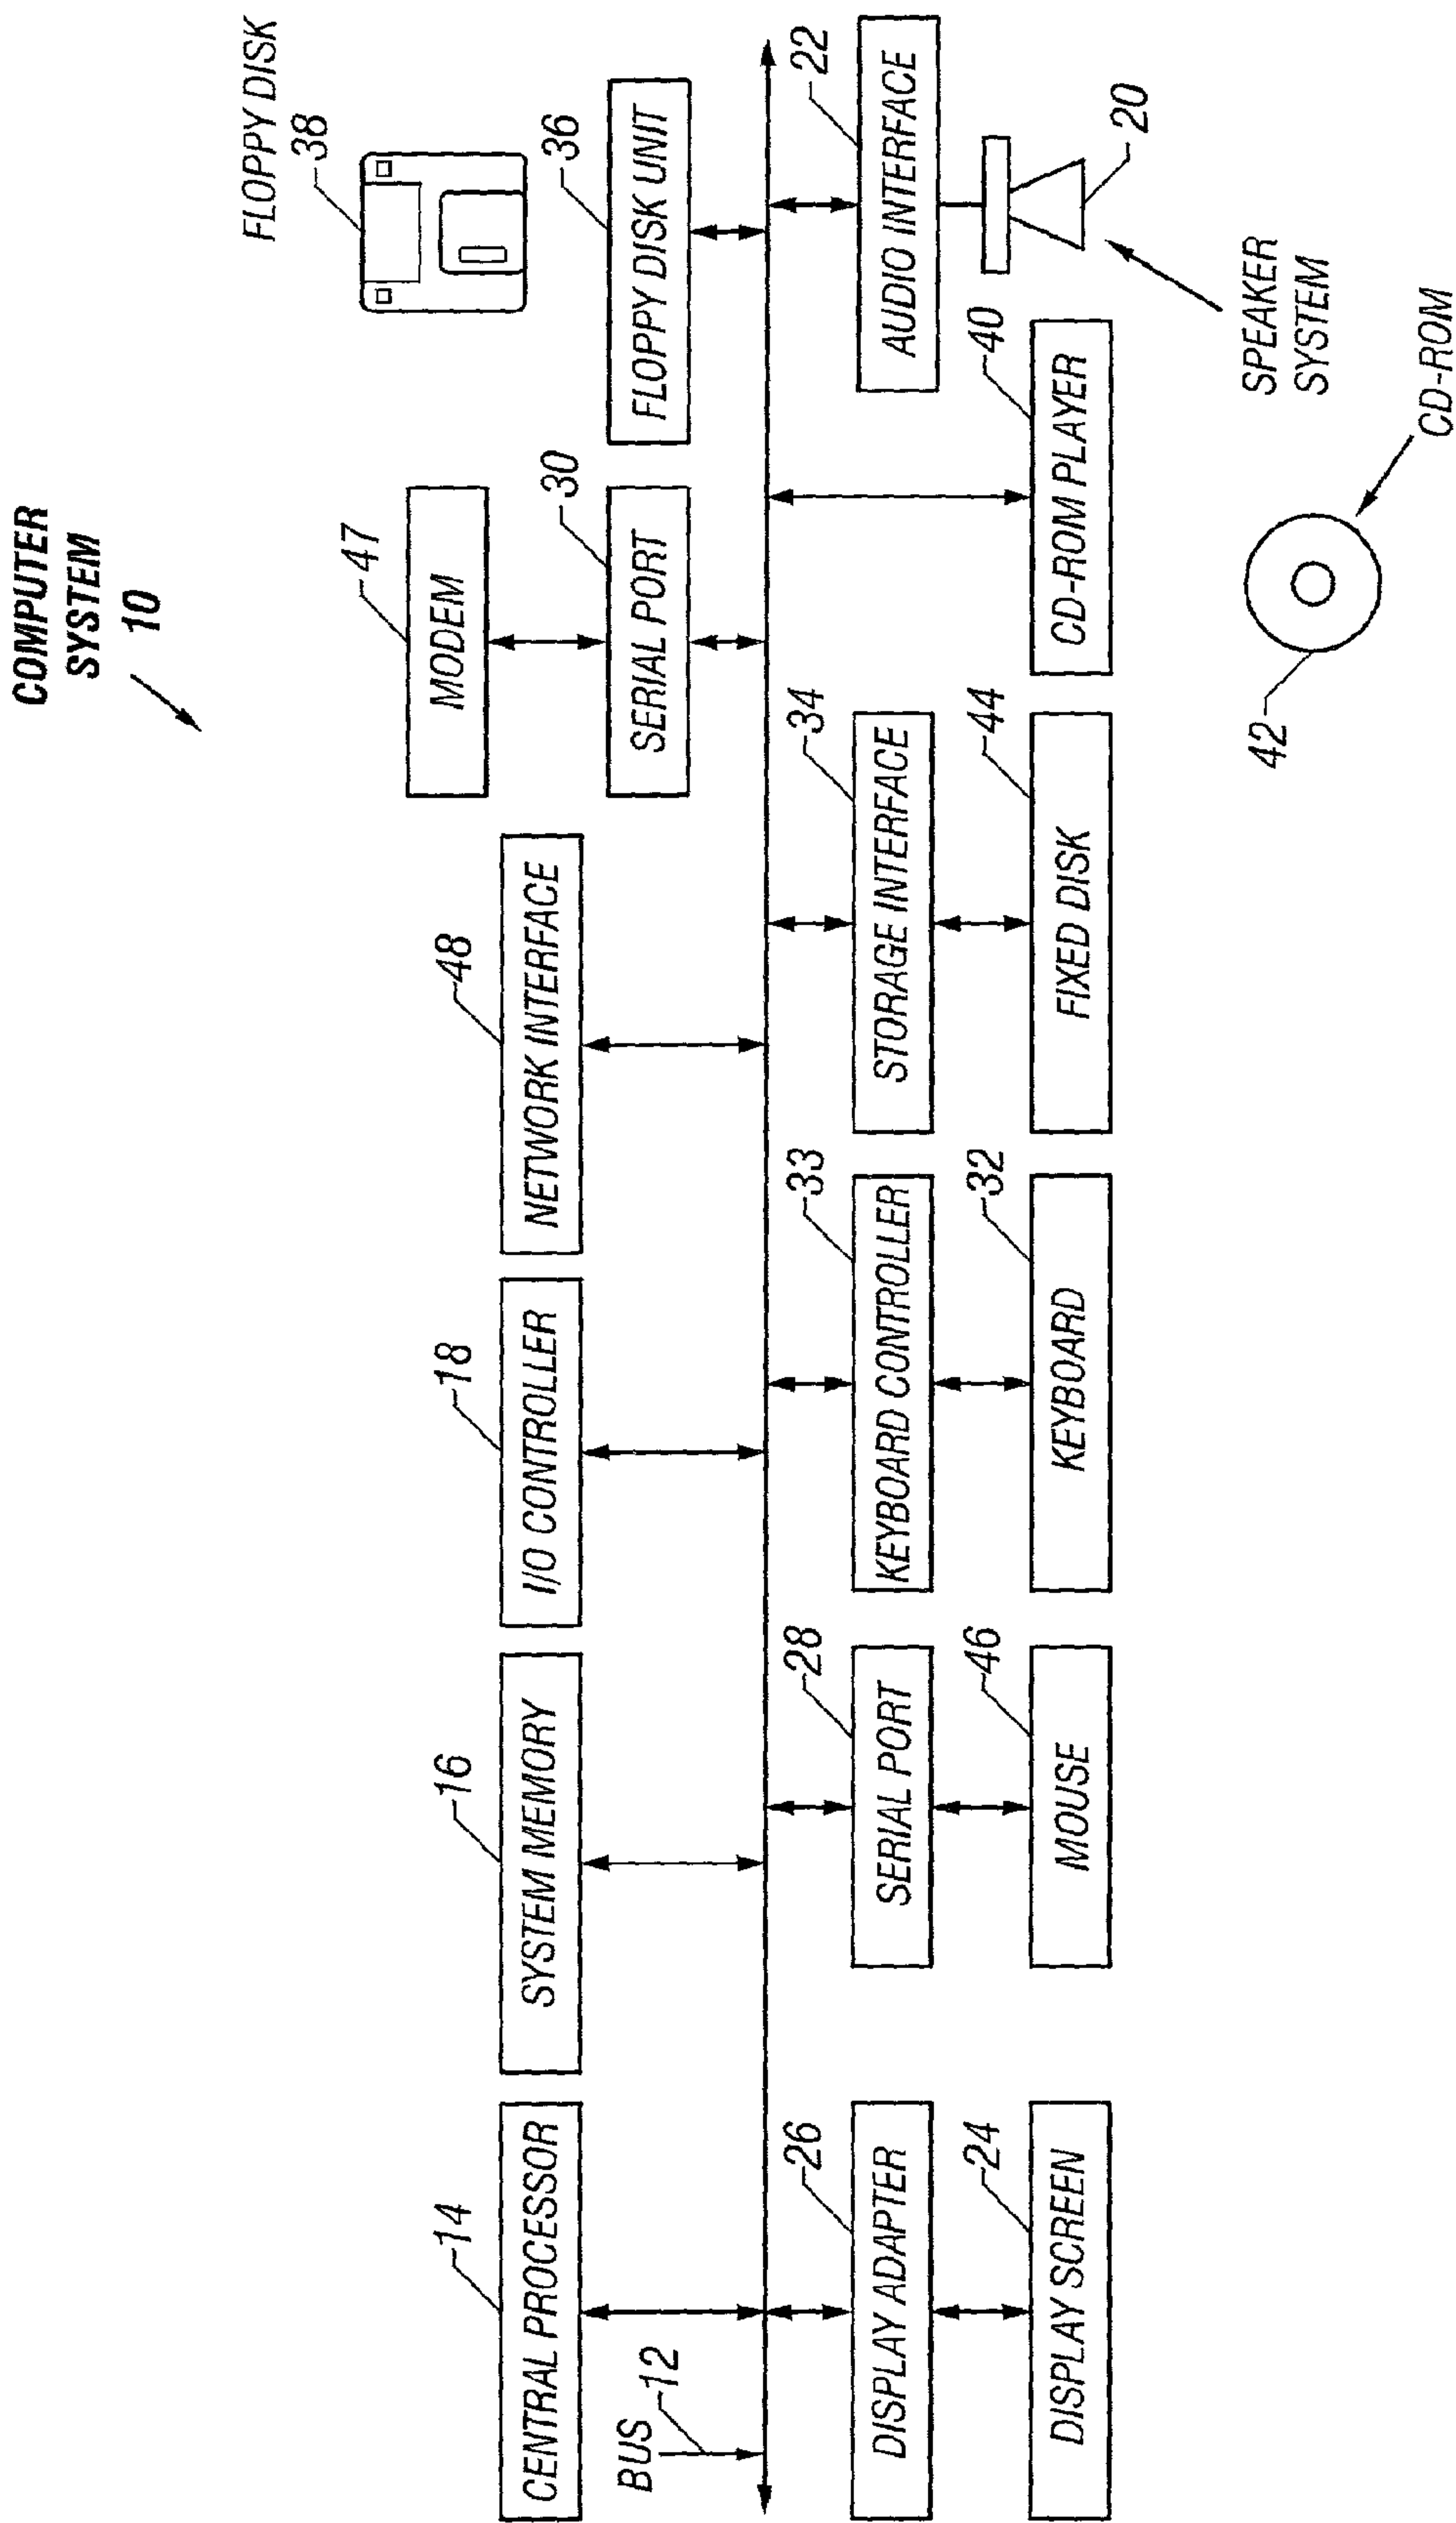 COMPUTER
SYSTEM
10
FLOPPY DISK
38
47
MODEM
14
CENTRAL PROCESSOR
16
SYSTEM MEMORY
18
I/O CONTROLLER
48
NETWORK INTERFACE
30
SERIAL PORT
36
FLOPPY DISK UNIT
BUS
12
26
DISPLAY ADAPTER
28
SERIAL PORT
33
KEYBOARD CONTROLLER
34
STORAGE INTERFACE
22
AUDIO INTERFACE
24
DISPLAY SCREEN
46
MOUSE
32
KEYBOARD
44
FIXED DISK
40
CD-ROM PLAYER
20
SPEAKER
SYSTEM
42
CD-ROM